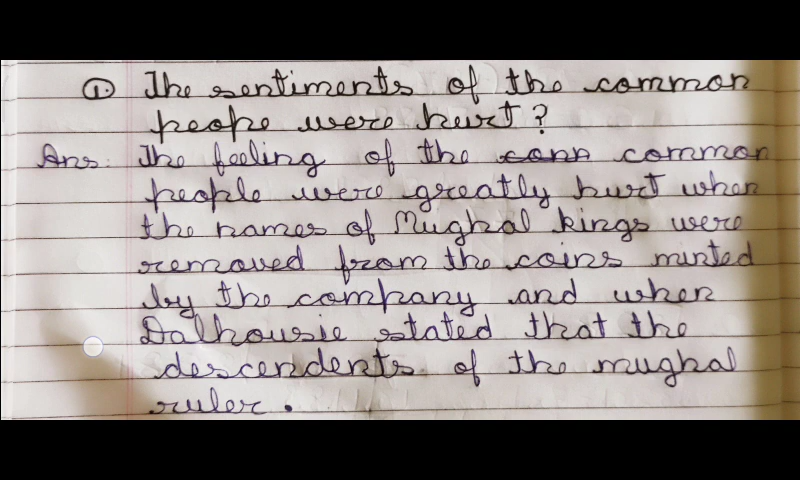 ① The sentiments of the common
peope were hurt?
Ans. The feeling of the conn common
people were greatly hurt when
the names of Mughal kings were
removed from the coins minted
by the company and when
Dalhousie stated that the
descendents of the mughal
ruler.